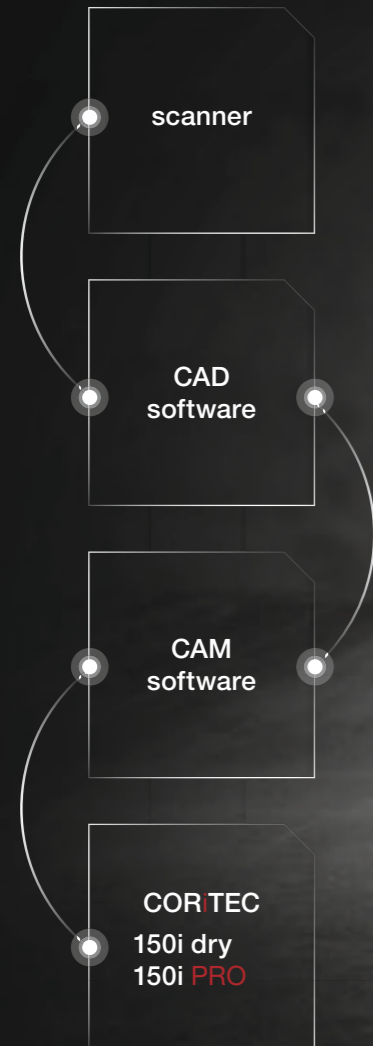 scanner
CAD
software
CAM
software
CORiTEC
150i dry
150i PRO